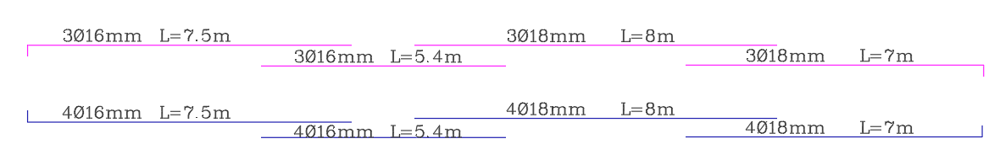 3Ø16mm L=7.5m 3Ø18mm L=8m
3Ø16mm L=5.4m 3Ø18mm L=7m
4Ø16mm L=7.5m 4Ø18mm L=8m
4Ø16mm L=5.4m 4Ø18mm L=7m